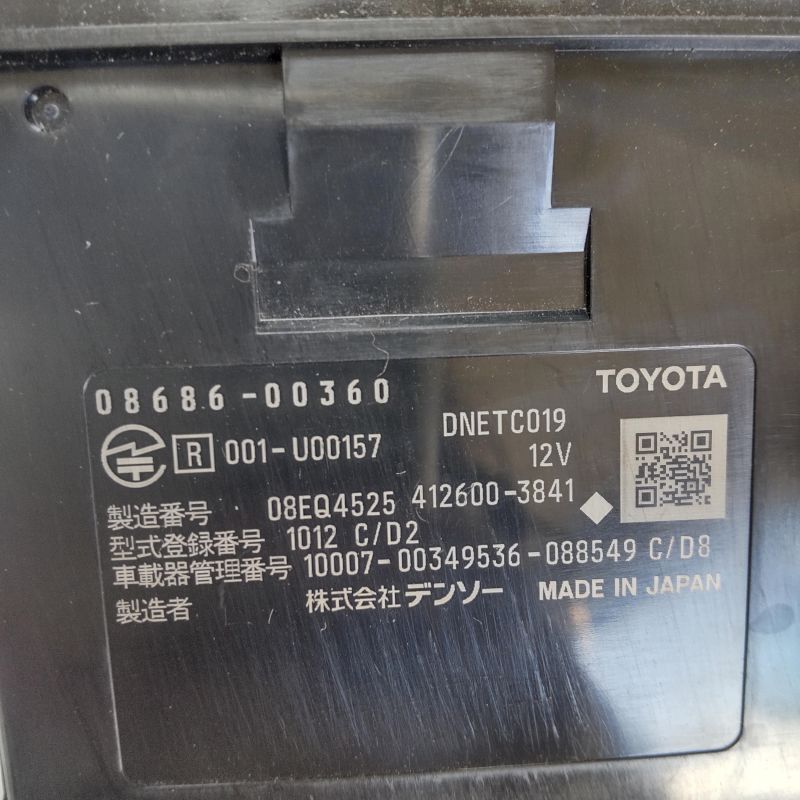 08686-00360 TOYOTA
R 001-U00157 DNETC019
12V
製造番号 08EQ4525 412600-3841
型式登録番号 1012 C/D2
車載器管理番号 10007-00349536-088549 C/D8
製造者 株式会社 デンソー MADE IN JAPAN